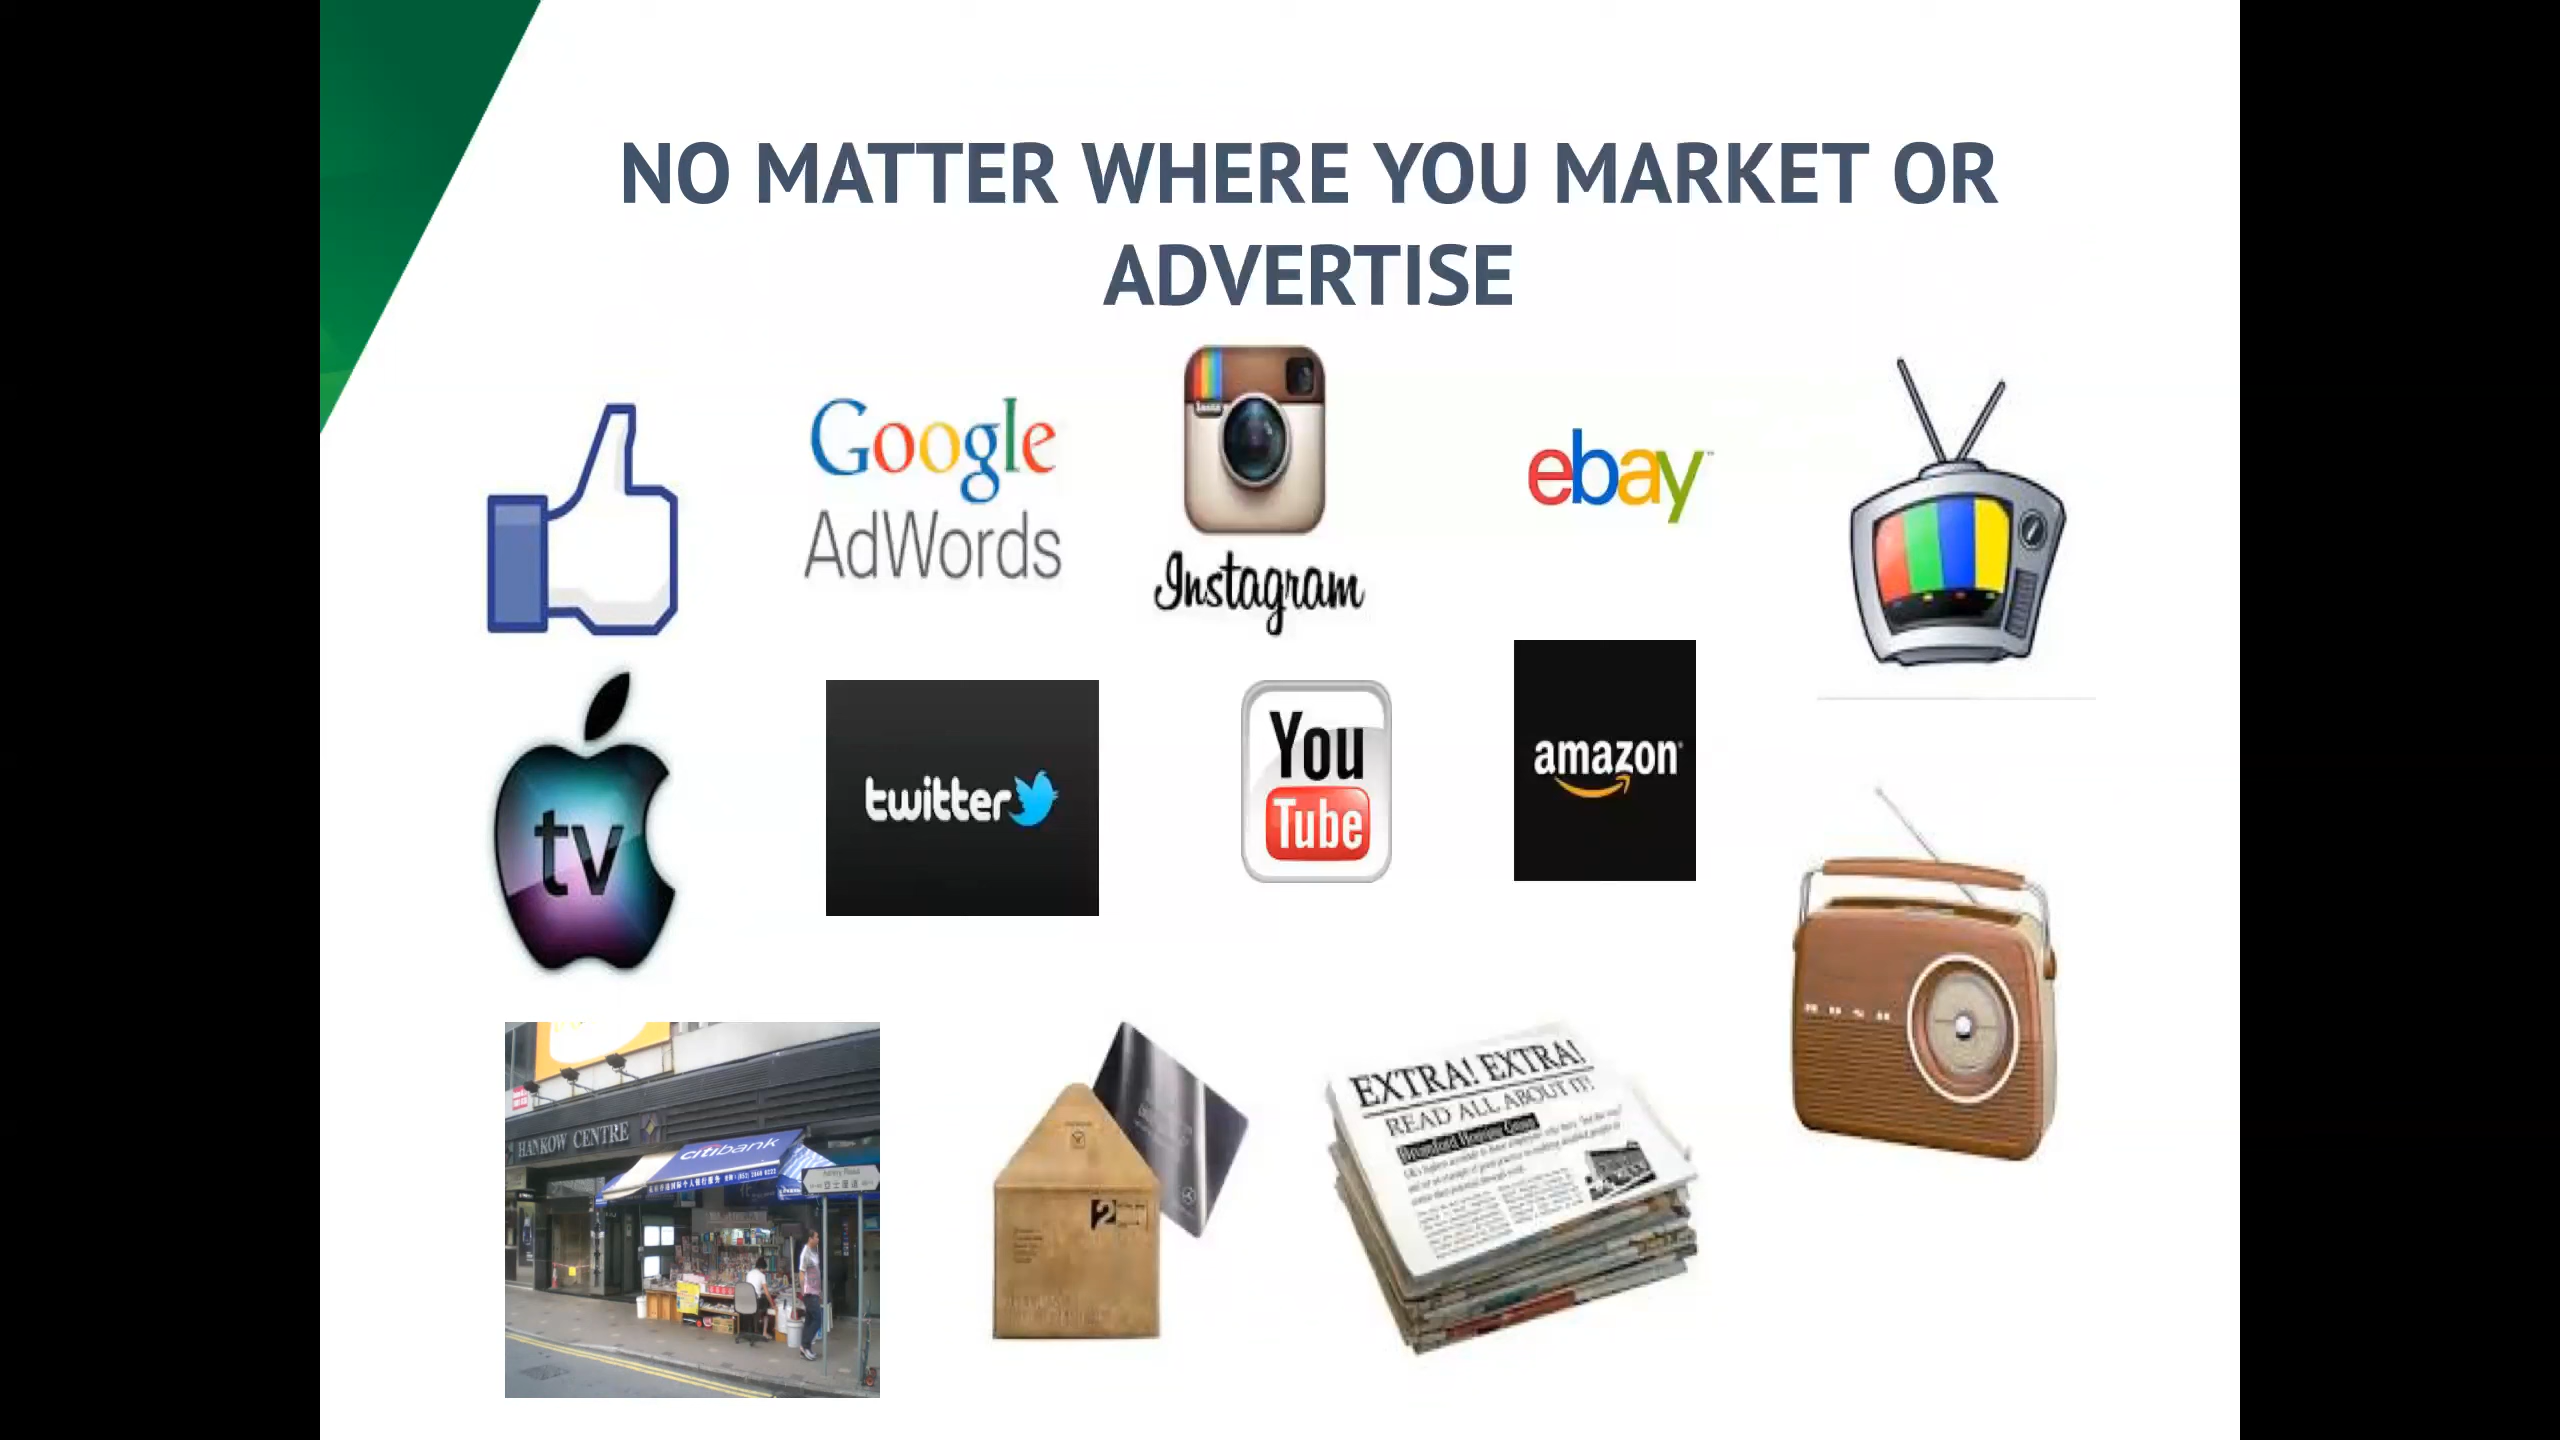 NO MATTER WHERE YOU MARKET OR
ADVERTISE
Google
AdWords
Instagram
ebay
tv
twitter
You
Tube
amazon
HANKOW CENTRE
citibank
2
EXTRA! EXTRA!
READ ALL ABOUT IT!